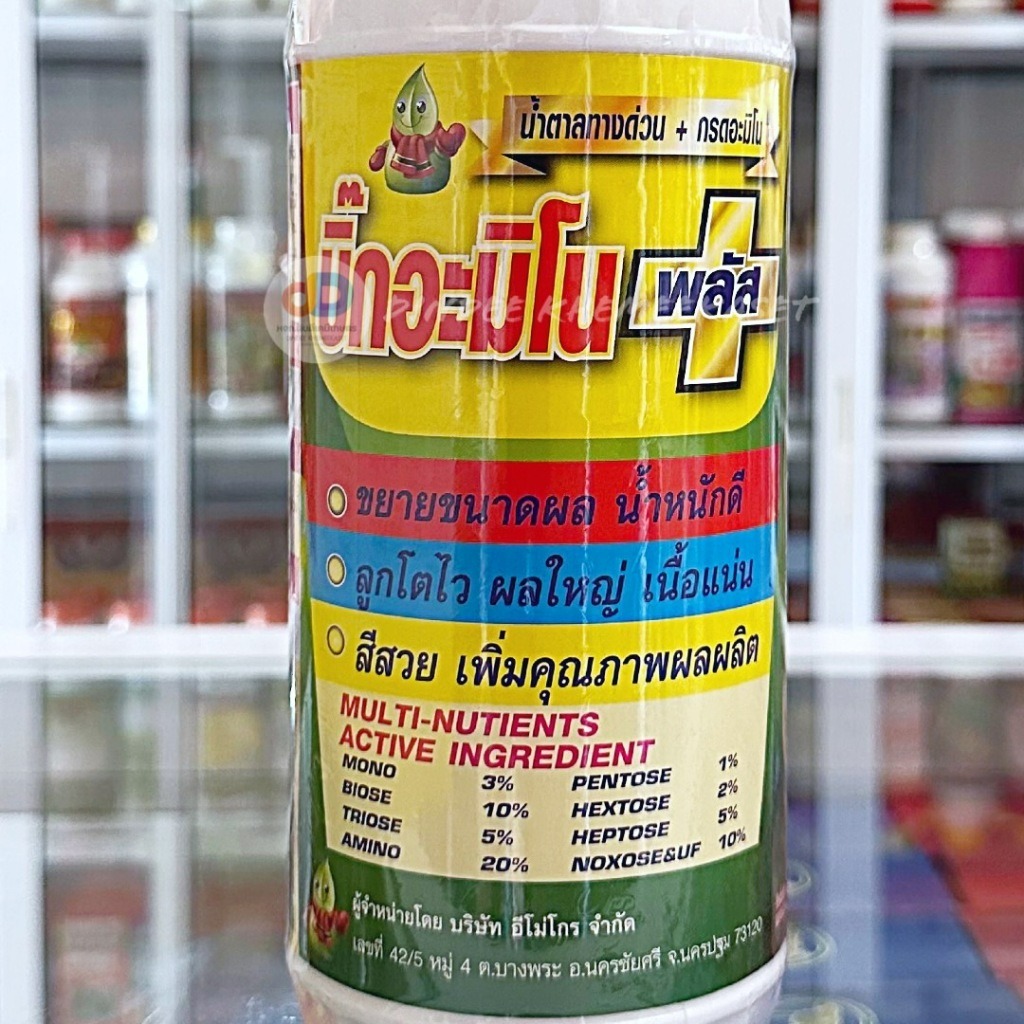 น้ำตาลทางด่วน + กรดอะมิโน
บิ๊กอะมิโน
พลัส
ขยายขนาดผล น้ำหนักดี
ลูกโตไว ผลใหญ่ เนื้อแน่น
สีสวย เพิ่มคุณภาพผลผลิต
MULTI-NUTIENTS
ACTIVE INGREDIENT
MONO 3% PENTOSE 1%
BIOSE 10% HEXTOSE 2%
TRIOSE 5% HEPTOSE 5%
AMINO 20% NOXOSE&UF 10%
ผู้จำหน่ายโดย บริษัท อีโม่โกร จำกัด
เลขที่ 42/5 หมู่ 4 ต.บางพระ อ.นครชัยศรี จ.นครปฐม 73120